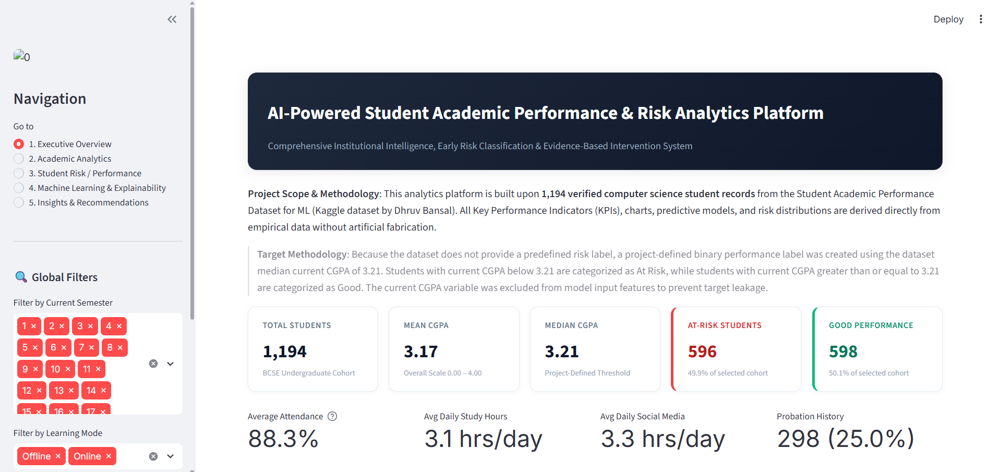 Deploy
0
Navigation
Go to
1. Executive Overview
2. Academic Analytics
3. Student Risk / Performance
4. Machine Learning & Explainability
5. Insights & Recommendations
Global Filters
Filter by Current Semester
1 × 2 × 3 × 4 ×
5 × 6 × 7 × 8 ×
9 × 10 × 11 ×
12 × 13 × 14 ×
15 × 16 × 17 ×
Filter by Learning Mode
Offline × Online ×
AI-Powered Student Academic Performance & Risk Analytics Platform
Comprehensive Institutional Intelligence, Early Risk Classification & Evidence-Based Intervention System
Project Scope & Methodology: This analytics platform is built upon 1,194 verified computer science student records from the Student Academic Performance
Dataset for ML (Kaggle dataset by Dhruv Bansal). All Key Performance Indicators (KPIs), charts, predictive models, and risk distributions are derived directly from
empirical data without artificial fabrication.
Target Methodology: Because the dataset does not provide a predefined risk label, a project-defined binary performance label was created using the dataset
median current CGPA of 3.21. Students with current CGPA below 3.21 are categorized as At Risk, while students with current CGPA greater than or equal to 3.21
are categorized as Good. The current CGPA variable was excluded from model input features to prevent target leakage.
TOTAL STUDENTS
1,194
BCSE Undergraduate Cohort
MEAN CGPA
3.17
Overall Scale 0.00 – 4.00
MEDIAN CGPA
3.21
Project-Defined Threshold
AT-RISK STUDENTS
596
49.9% of selected cohort
GOOD PERFORMANCE
598
50.1% of selected cohort
Average Attendance
88.3%
Avg Daily Study Hours
3.1 hrs/day
Avg Daily Social Media
3.3 hrs/day
Probation History
298 (25.0%)